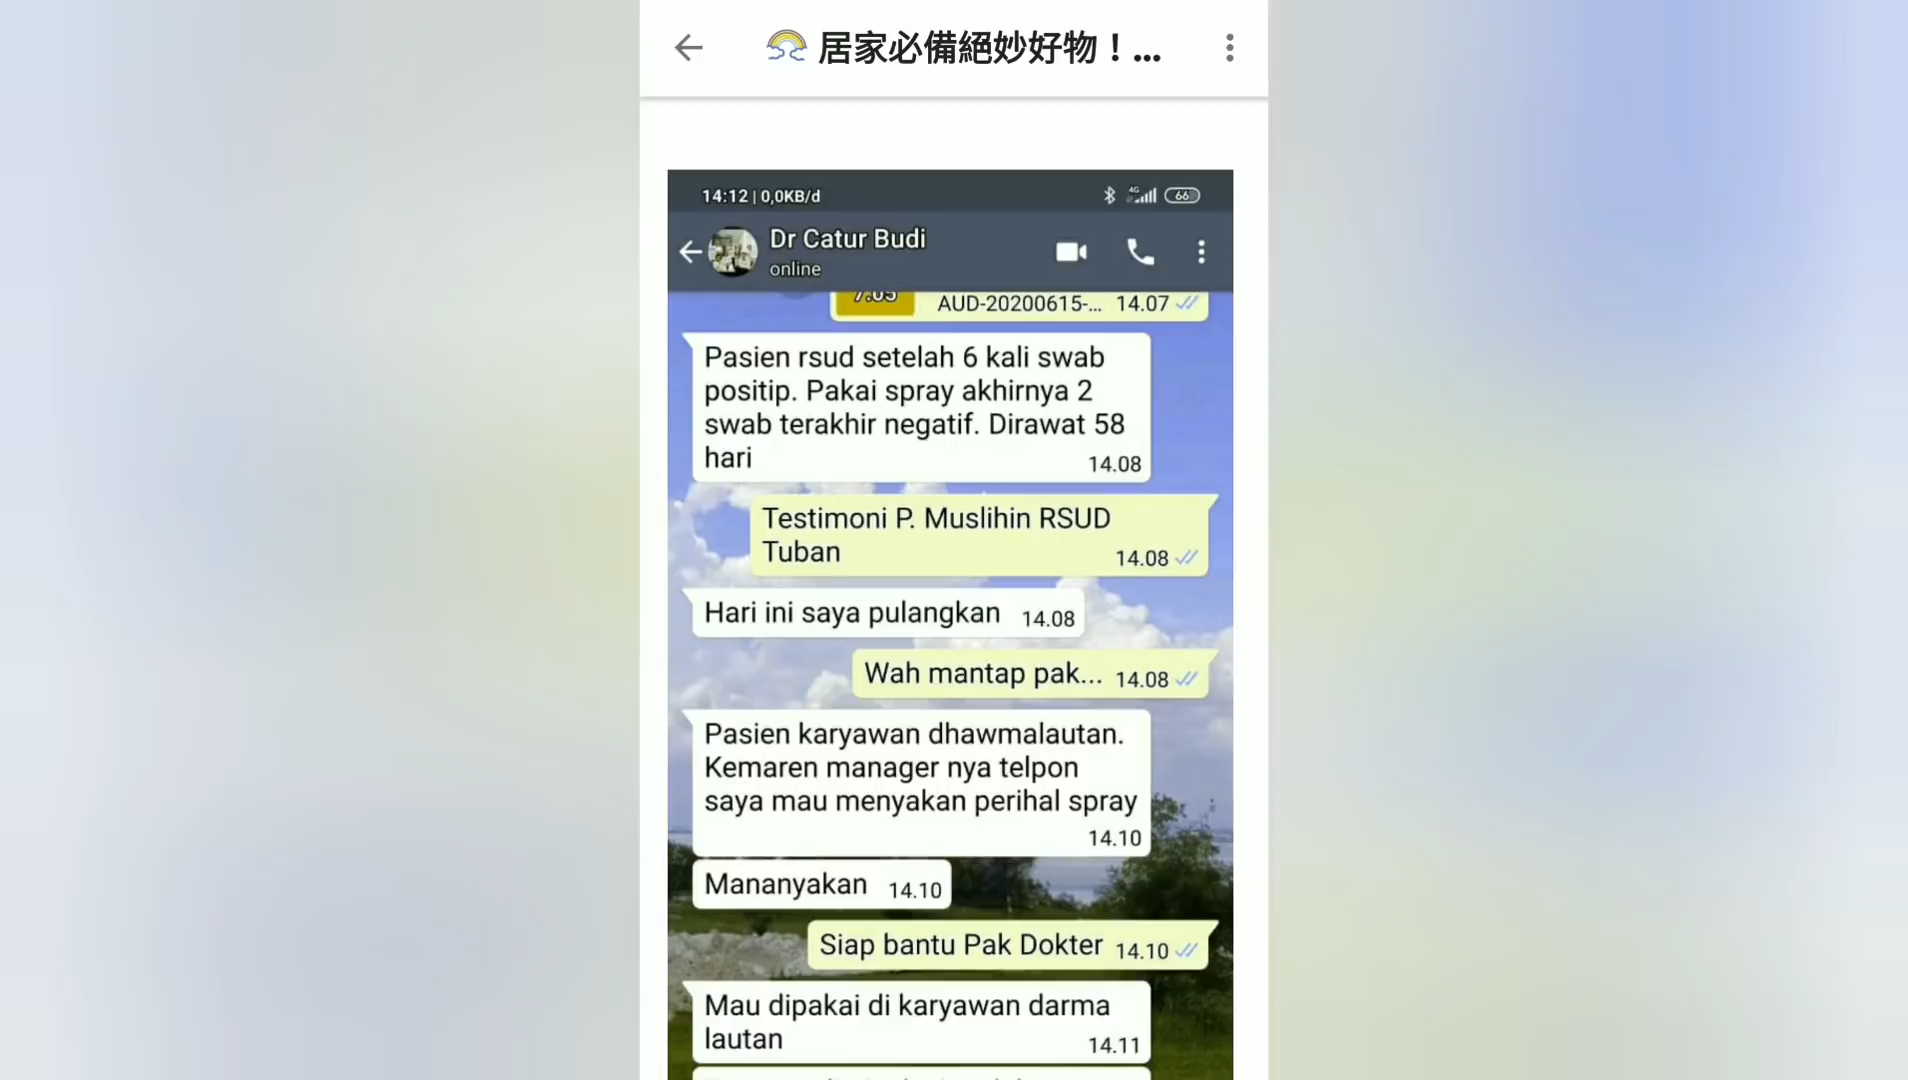 居家必備絕妙好物！...
14:12 | 0,0KB/d
4G
66
Dr Catur Budi
online
7.05
AUD-20200615-... 14.07
Pasien rsud setelah 6 kali swab
positip. Pakai spray akhirnya 2
swab terakhir negatif. Dirawat 58
hari
14.08
Testimoni P. Muslihin RSUD
Tuban
14.08
Hari ini saya pulangkan 14.08
Wah mantap pak... 14.08
Pasien karyawan dhawmalautan.
Kemaren manager nya telpon
saya mau menyakan perihal spray
14.10
Mananyakan 14.10
Siap bantu Pak Dokter 14.10
Mau dipakai di karyawan darma
lautan
14.11